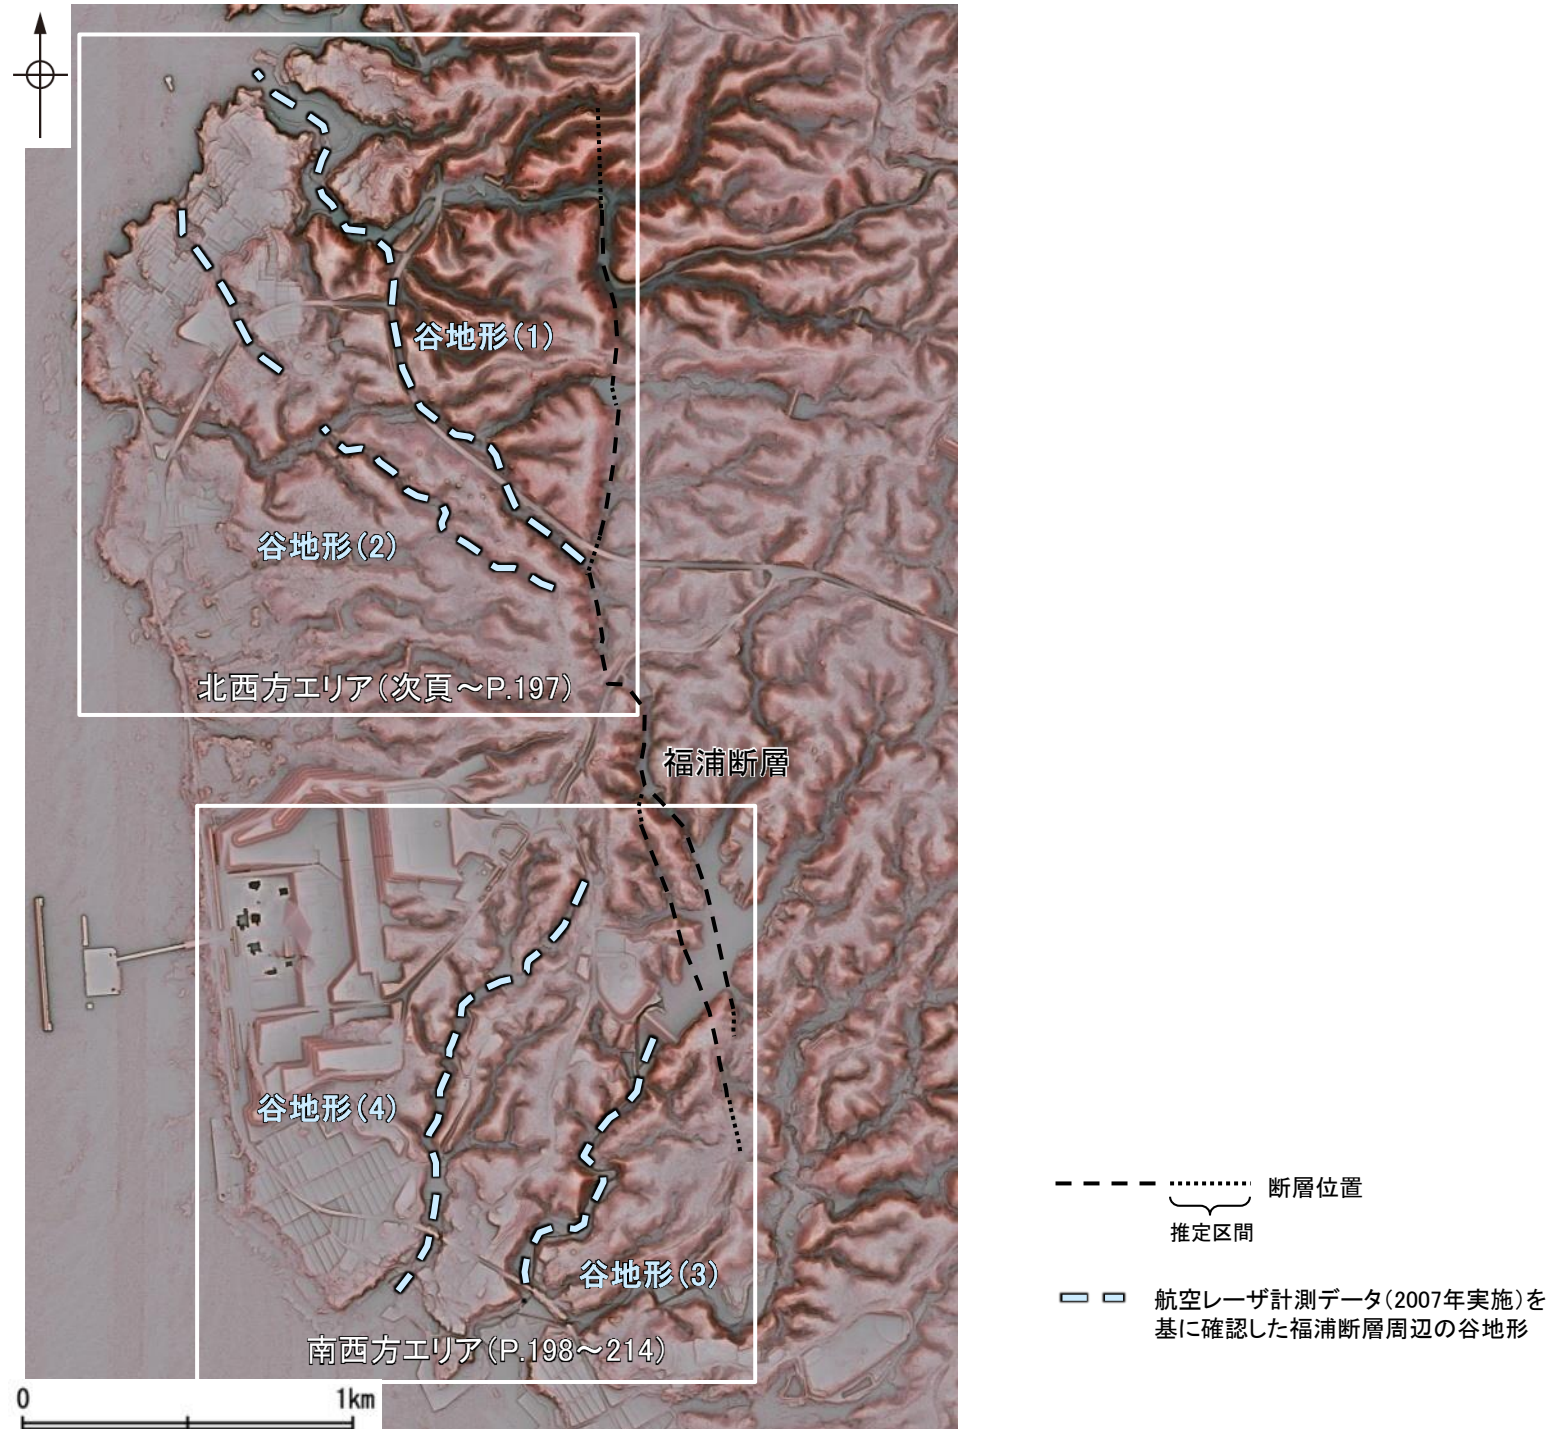 谷地形(1)
谷地形(2)
北西方エリア(次頁～P.197)
福浦断層
谷地形(4)
谷地形(3)
南西方エリア(P.198～214)
0 1km
断層位置
推定区間
航空レーザ計測データ(2007年実施)を
基に確認した福浦断層周辺の谷地形